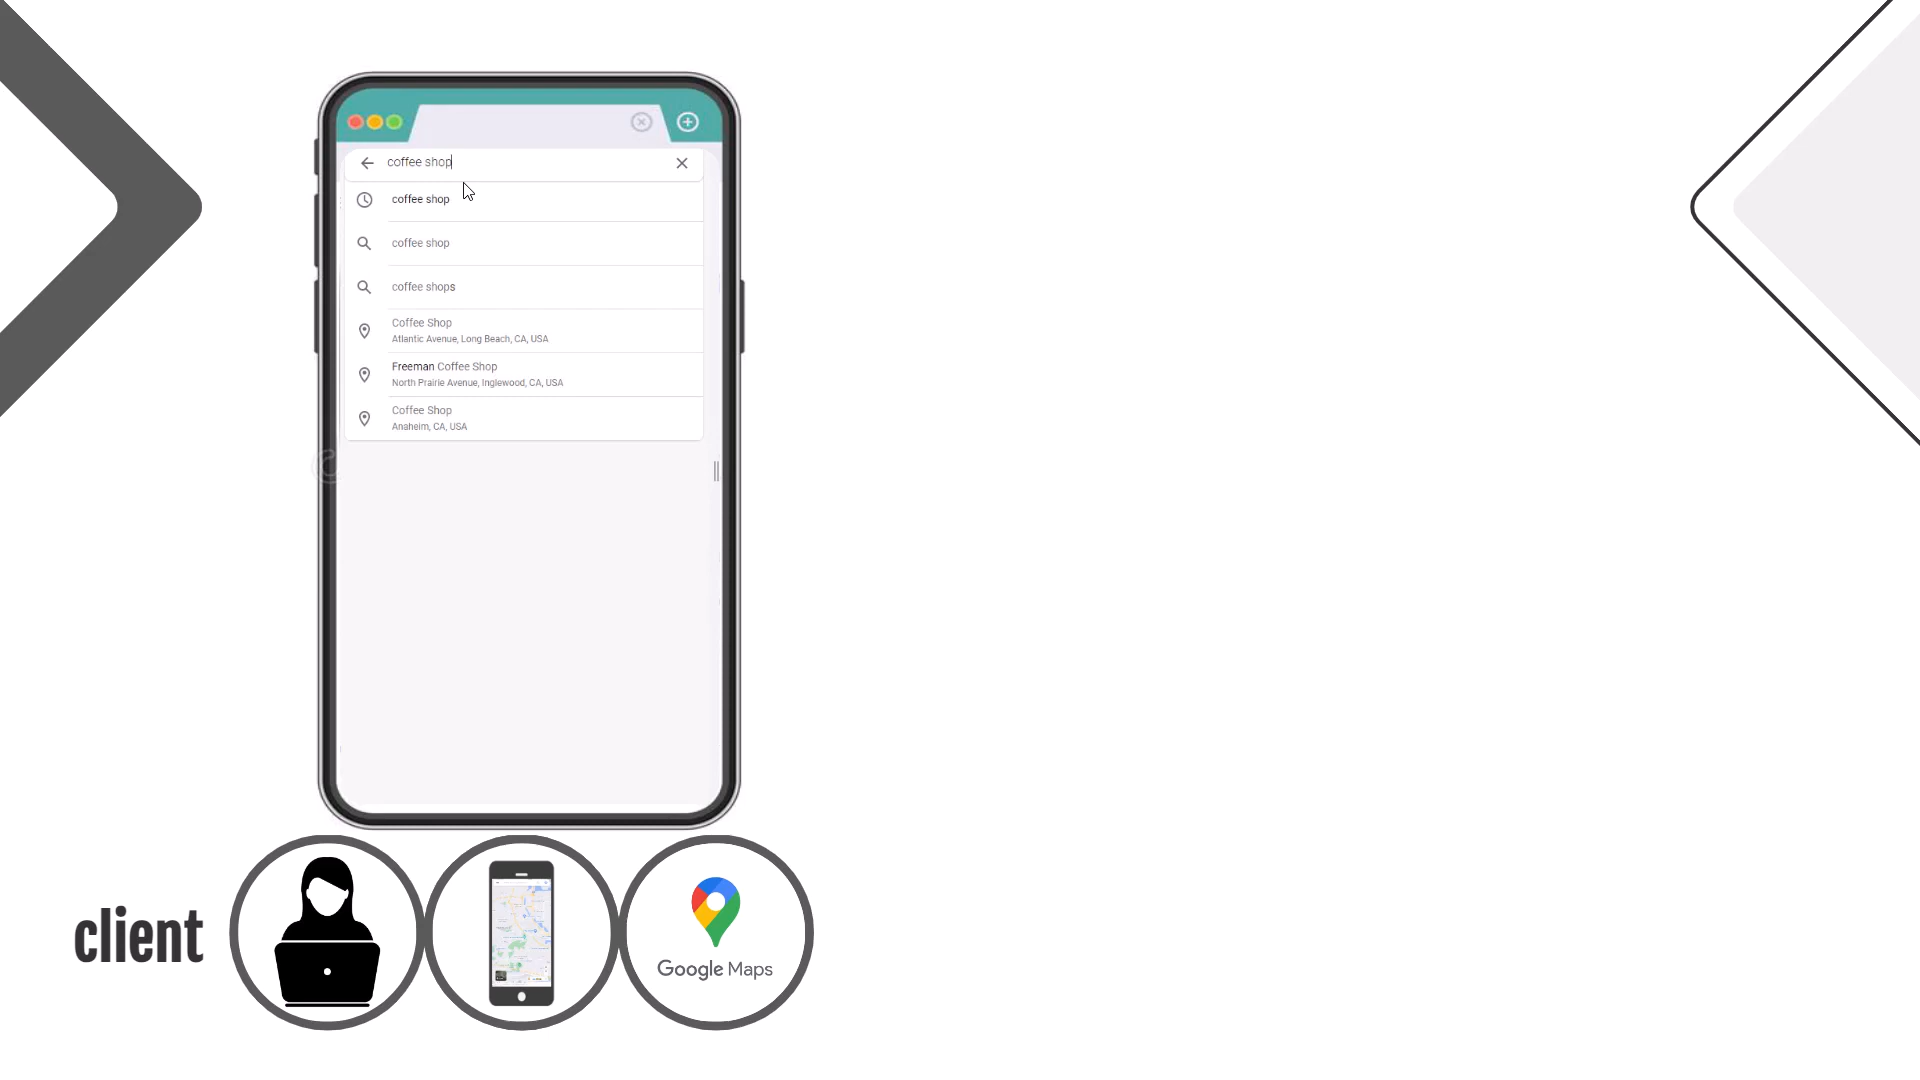 coffee shop
coffee shop
coffee shop
coffee shops
Coffee Shop
Atlantic Avenue, Long Beach, CA, USA
Freeman Coffee Shop
North Prairie Avenue, Inglewood, CA, USA
Coffee Shop
Anaheim, CA, USA
client
Google Maps